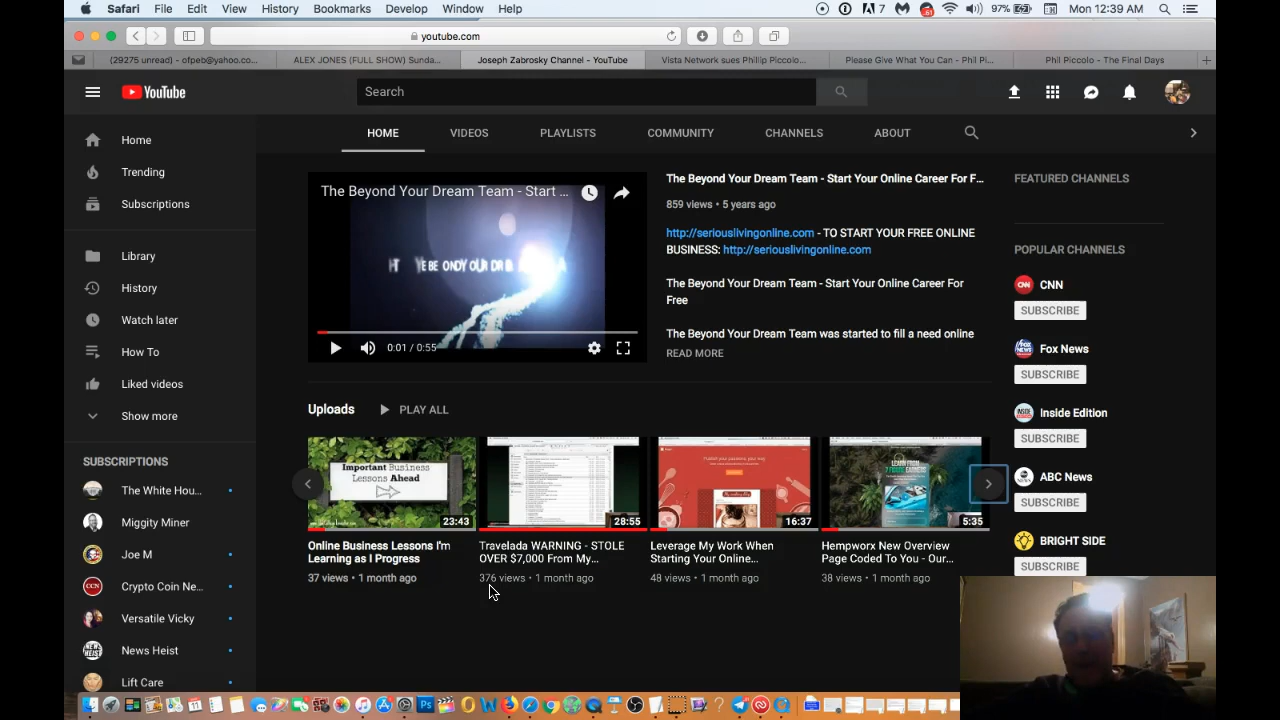 Safari File Edit View History Bookmarks Develop Window Help 7 51 97% Mon 12:39 AM
youtube.com
(29275 unread) - ofpeb@yahoo.co... ALEX JONES (FULL SHOW) Sunda... Joseph Zabrosky Channel - YouTube Vista Network sues Phillip Piccolo... Please Give What You Can - Phil Pi... Phil Piccolo - The Final Days
YouTube Search
HOME VIDEOS PLAYLISTS COMMUNITY CHANNELS ABOUT
Home
Trending
Subscriptions
Library
History
Watch later
How To
Liked videos
Show more
SUBSCRIPTIONS
The White Hou...
Miggity Miner
Joe M
Crypto Coin Ne...
Versatile Vicky
News Heist
Lift Care
The Beyond Your Dream Team - Start ...
0:01 / 0:55
The Beyond Your Dream Team - Start Your Online Career For F...
859 views • 5 years ago
http://seriouslivingonline.com - TO START YOUR FREE ONLINE
BUSINESS: http://seriouslivingonline.com
The Beyond Your Dream Team - Start Your Online Career For
Free
The Beyond Your Dream Team was started to fill a need online
READ MORE
Uploads PLAY ALL
Important Business
Lessons Ahead
23:43
Online Business Lessons I'm
Learning as I Progress
37 views • 1 month ago
28:55
Travelada WARNING - STOLE
OVER $7,000 From My...
376 views • 1 month ago
Publish your passions, your way
16:37
Leverage My Work When
Starting Your Online...
48 views • 1 month ago
5:35
Hempworx New Overview
Page Coded To You - Our...
38 views • 1 month ago
FEATURED CHANNELS
POPULAR CHANNELS
CNN
SUBSCRIBE
Fox News
SUBSCRIBE
Inside Edition
SUBSCRIBE
ABC News
SUBSCRIBE
BRIGHT SIDE
SUBSCRIBE